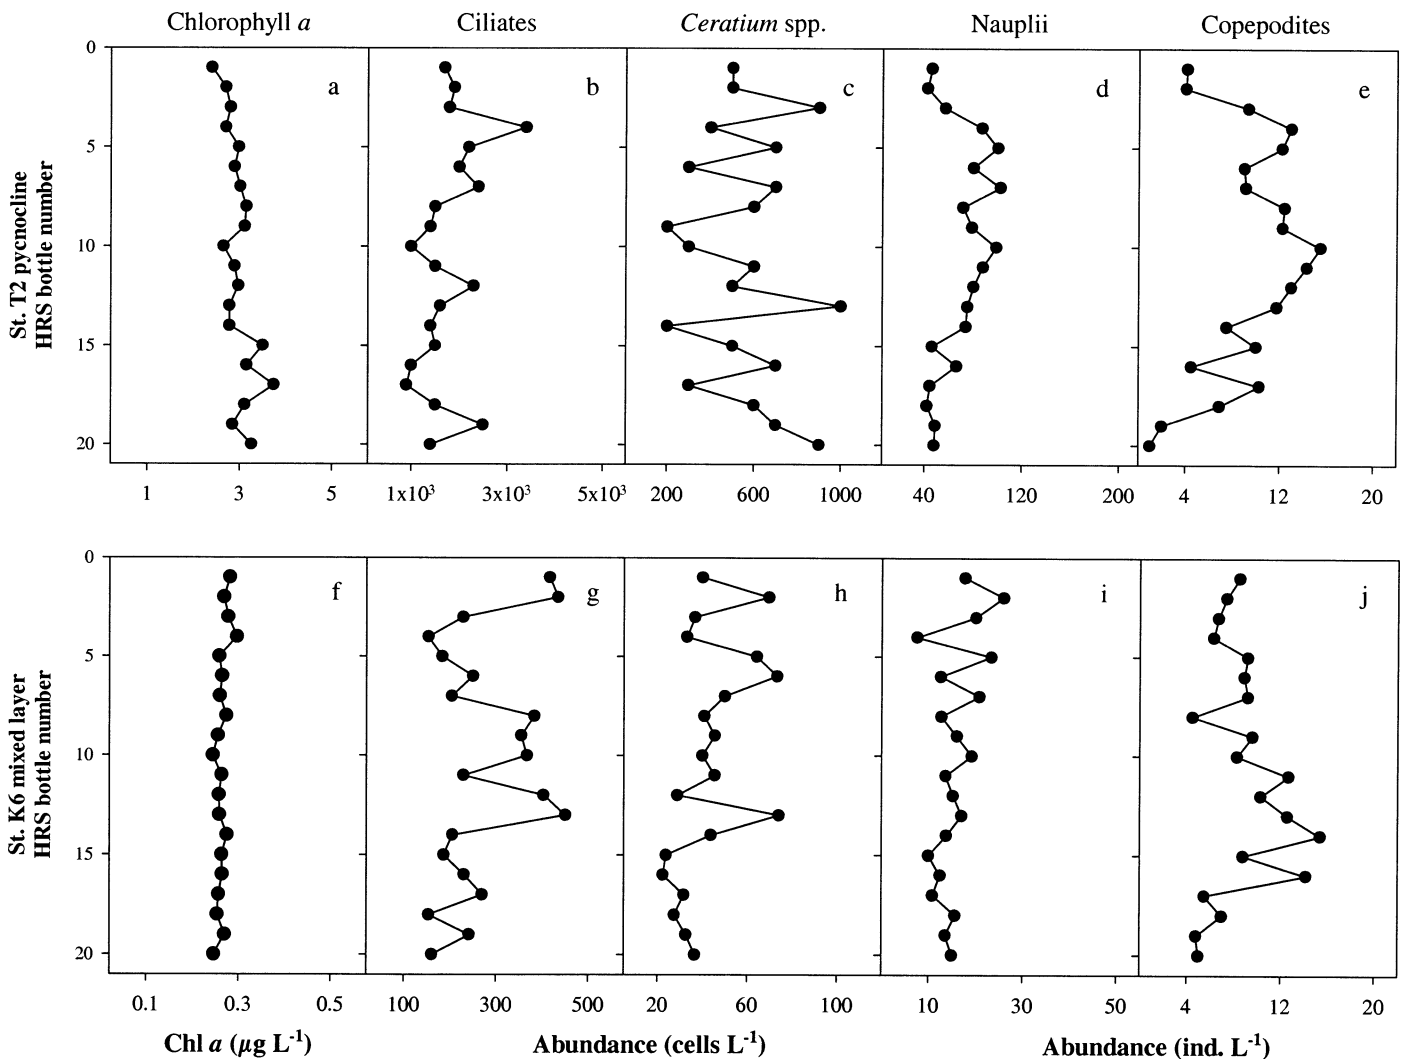 Chlorophyll a Ciliates Ceratium spp. Nauplii Copepodites
0
5
10
15
20
St. T2 pycnocline
HRS bottle number
a b c d e
1 3 5 1x10³ 3x10³ 5x10³ 200 600 1000 40 120 200 4 12 20
0
5
10
15
20
St. K6 mixed layer
HRS bottle number
f g h i j
0.1 0.3 0.5 100 300 500 20 60 100 10 30 50 4 12 20
Chl a (µg L⁻¹) Abundance (cells L⁻¹) Abundance (ind. L⁻¹)